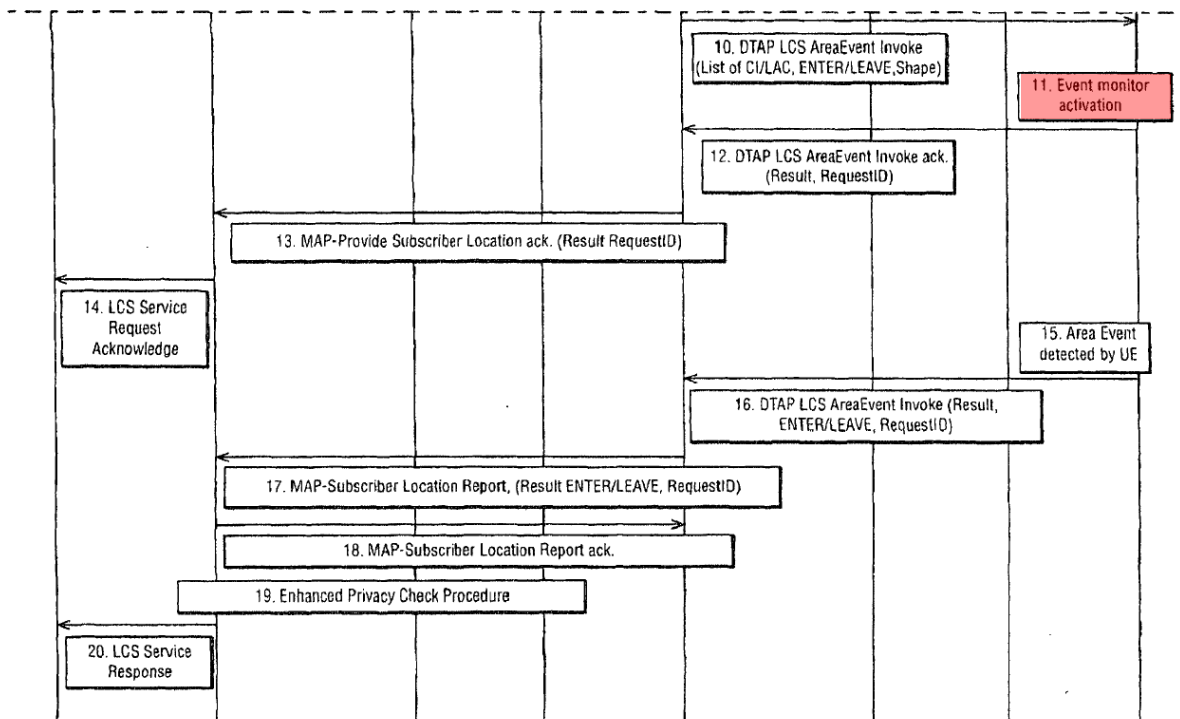 10. DTAP LCS AreaEvent Invoke
(List of CI/LAC, ENTER/LEAVE,Shape)
11. Event monitor
activation
12. DTAP LCS AreaEvent Invoke ack.
(Result, RequestID)
13. MAP-Provide Subscriber Location ack. (Result RequestID)
14. LCS Service
Request
Acknowledge
15. Area Event
detected by UE
16. DTAP LCS AreaEvent Invoke (Result,
ENTER/LEAVE, RequestID)
17. MAP-Subscriber Location Report, (Result ENTER/LEAVE, RequestID)
18. MAP-Subscriber Location Report ack.
19. Enhanced Privacy Check Procedure
20. LCS Service
Response